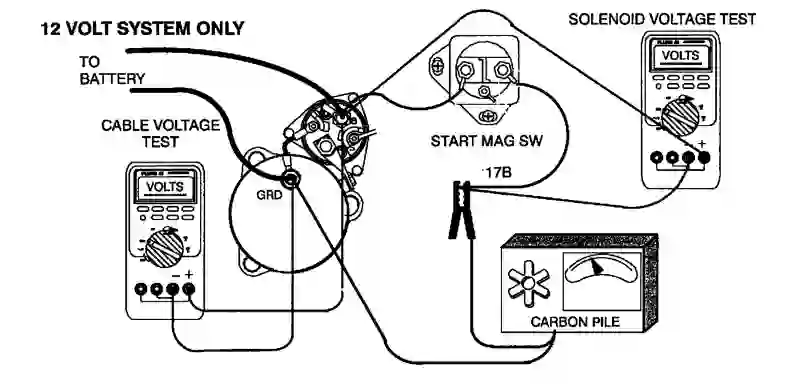 12 VOLT SYSTEM ONLY
SOLENOID VOLTAGE TEST
TO
BATTERY
VOLTS
CABLE VOLTAGE
TEST
START MAG SW
17B
VOLTS
GRD
+
- +
CARBON PILE